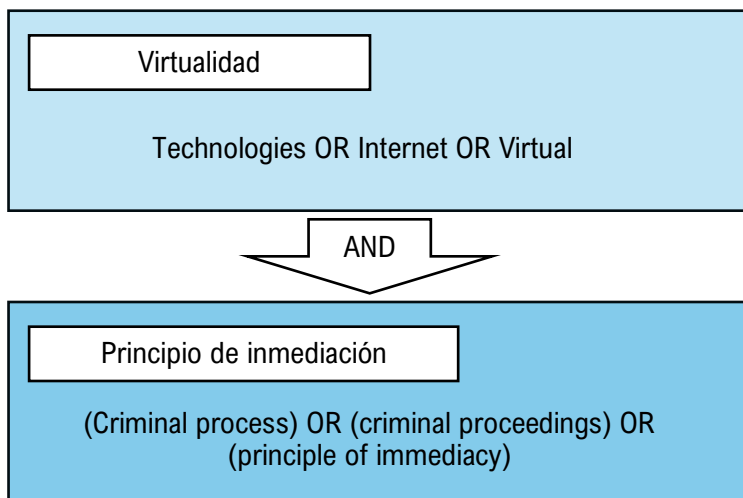 Virtualidad
Technologies OR Internet OR Virtual
AND
Principio de inmediación
(Criminal process) OR (criminal proceedings) OR
(principle of immediacy)